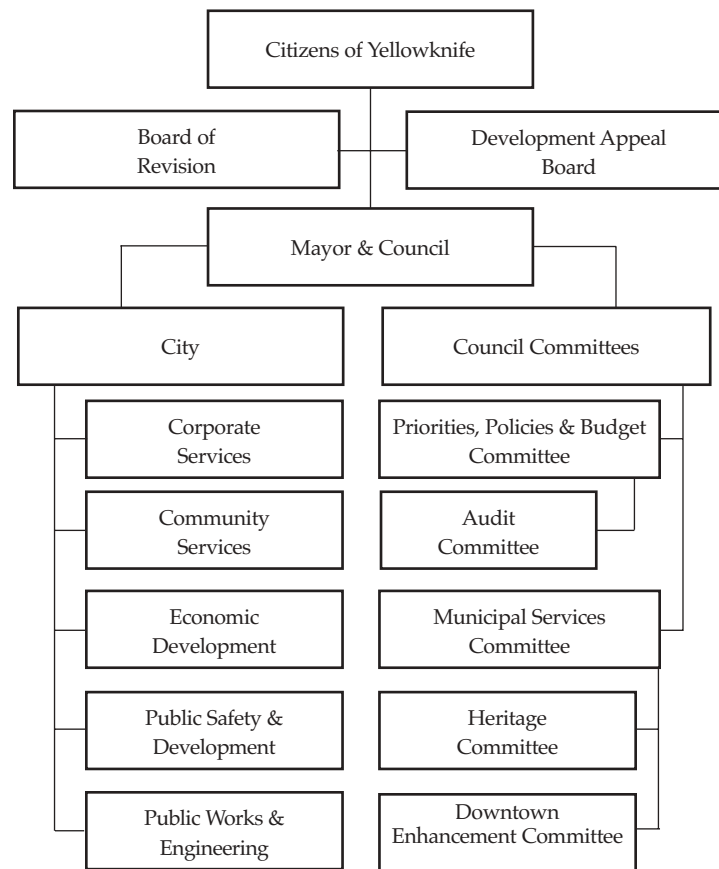 Citizens of Yellowknife
Board of
Revision
Development Appeal
Board
Mayor & Council
City
Council Committees
Corporate
Services
Priorities, Policies & Budget
Committee
Community
Services
Audit
Committee
Economic
Development
Municipal Services
Committee
Public Safety &
Development
Heritage
Committee
Public Works &
Engineering
Downtown
Enhancement Committee